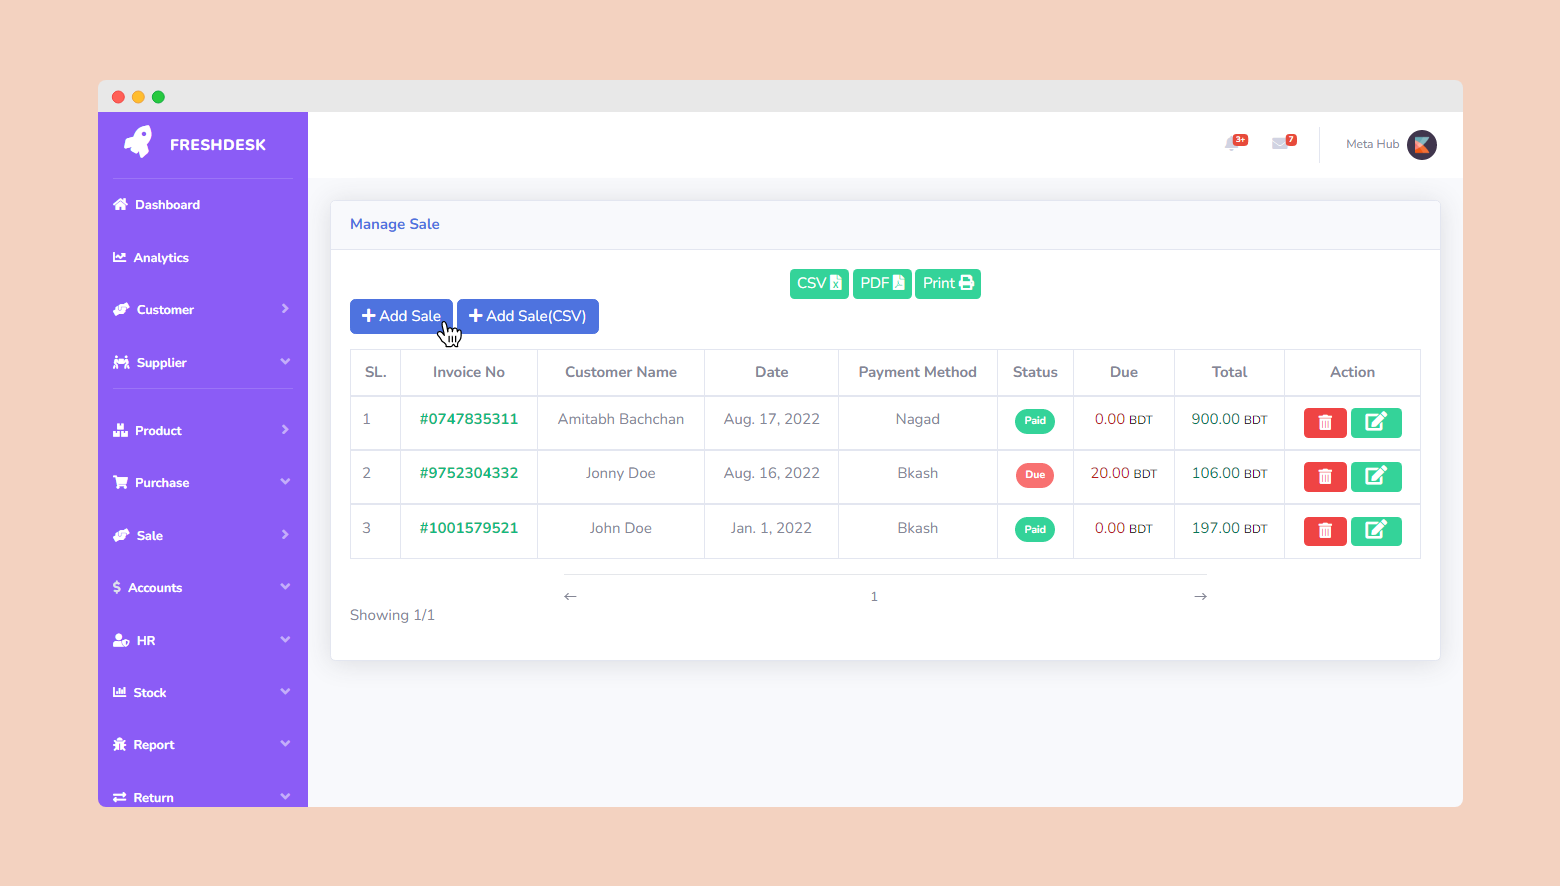 FRESHDESK
3+
7
Meta Hub
Dashboard
Analytics
Customer
Supplier
Product
Purchase
Sale
Accounts
HR
Stock
Report
Return
Manage Sale
CSV PDF Print
Add Sale Add Sale(CSV)
SL. Invoice No Customer Name Date Payment Method Status Due Total Action
1 #0747835311 Amitabh Bachchan Aug. 17, 2022 Nagad Paid 0.00 BDT 900.00 BDT
2 #9752304332 Jonny Doe Aug. 16, 2022 Bkash Due 20.00 BDT 106.00 BDT
3 #1001579521 John Doe Jan. 1, 2022 Bkash Paid 0.00 BDT 197.00 BDT
← 1 →
Showing 1/1